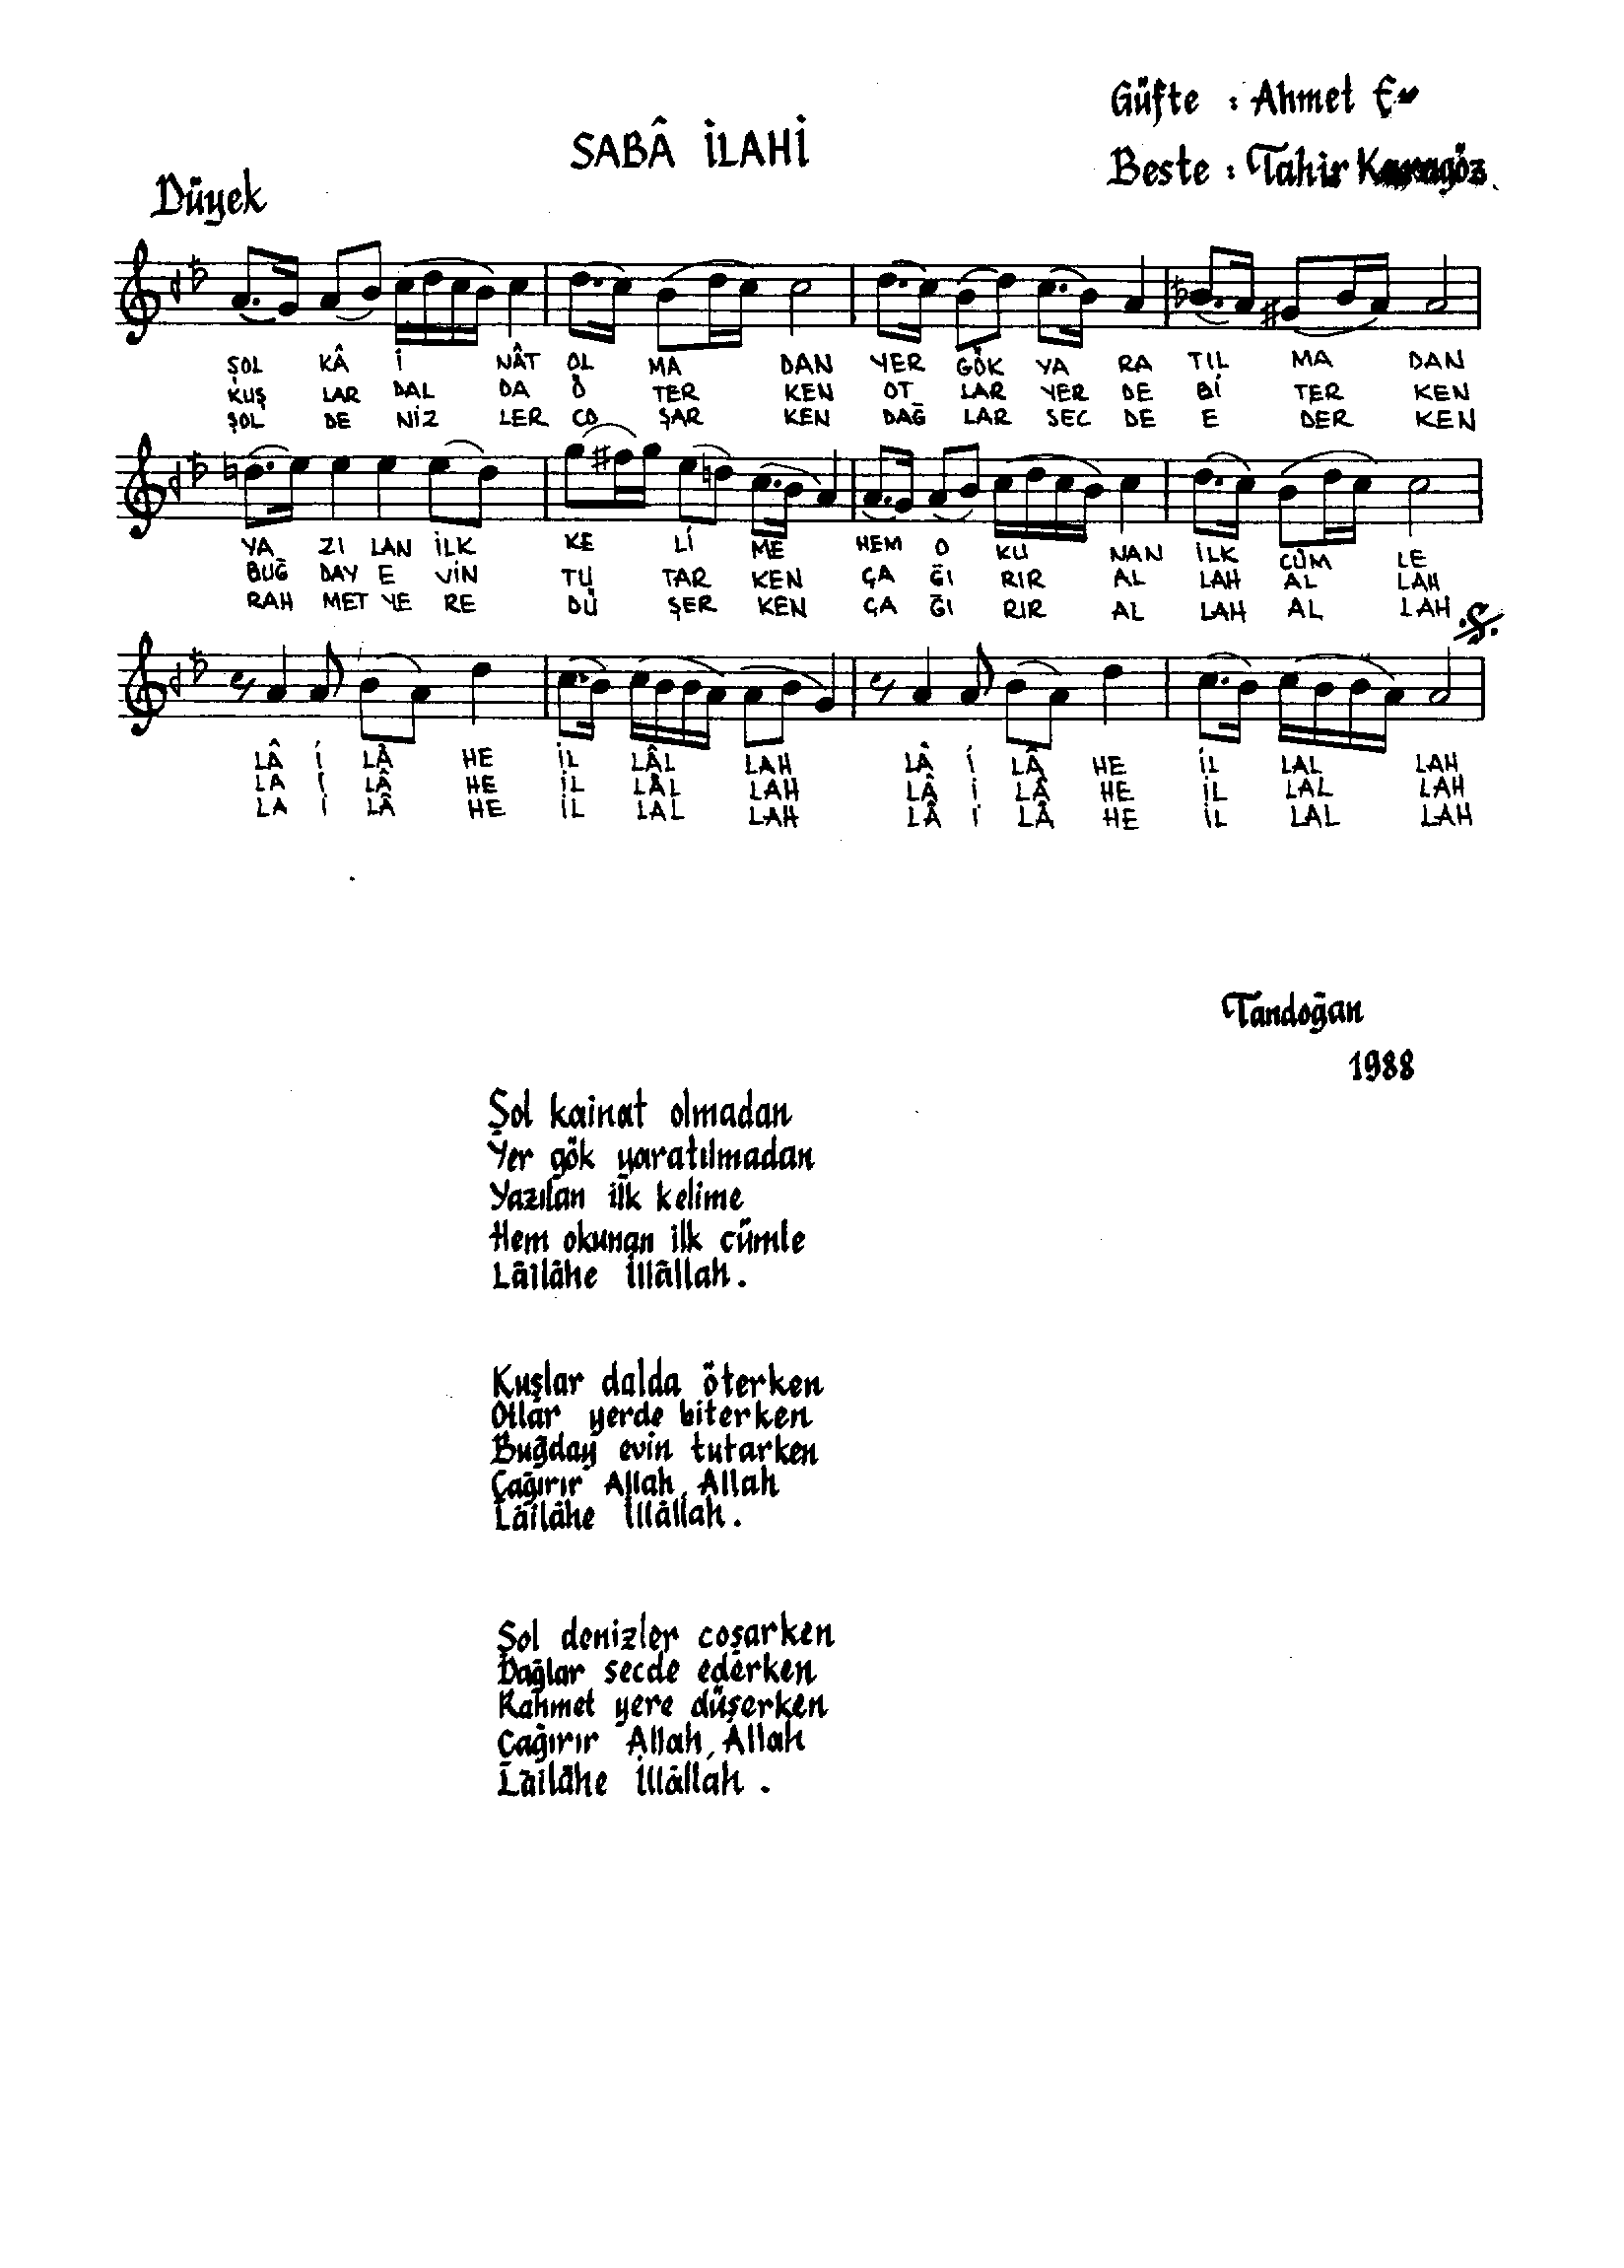 Güfte : Ahmet
SABÂ İLAHİ
Beste : Tahir Karagöz
Düyek
ŞOL KÂ İ NÂT OL MA DAN YER GÖK YA RA TIL MA DAN
KUŞ LAR DAL DA Ö TER KEN OT LAR YER DE Bİ TER KEN
ŞOL DE NİZ LER CO ŞAR KEN DAĞ LAR SEC DE E DER KEN
YA ZI LAN İLK KE Lİ ME HEM O KU NAN İLK CÜM LE
BUĞ DAY E VİN TU TAR KEN ÇA ĞI RIR AL LAH AL LAH
RAH MET YE RE DÜ ŞER KEN ÇA ĞI RIR AL LAH AL LAH
LÂ İ LÂ HE İL LÂL LAH LÂ İ LÂ HE İL LAL LAH
LA İ LÂ HE İL LÂL LAH LÂ İ LÂ HE İL LAL LAH
LA İ LÂ HE İL LAL LAH LÂ İ LÂ HE İL LAL LAH
Tandoğan
1988
Şol kainat olmadan
Yer gök yaratılmadan
Yazılan ilk kelime
Hem okunan ilk cümle
Lâilâhe İllâllah.
Kuşlar dalda öterken
Otlar yerde biterken
Buğday evin tutarken
Çağırır Allah, Allah
Lâilâhe İllâllah.
Şol denizler coşarken
Dağlar secde ederken
Rahmet yere düşerken
Çağırır Allah, Allah
Lâilâhe İllâllah.